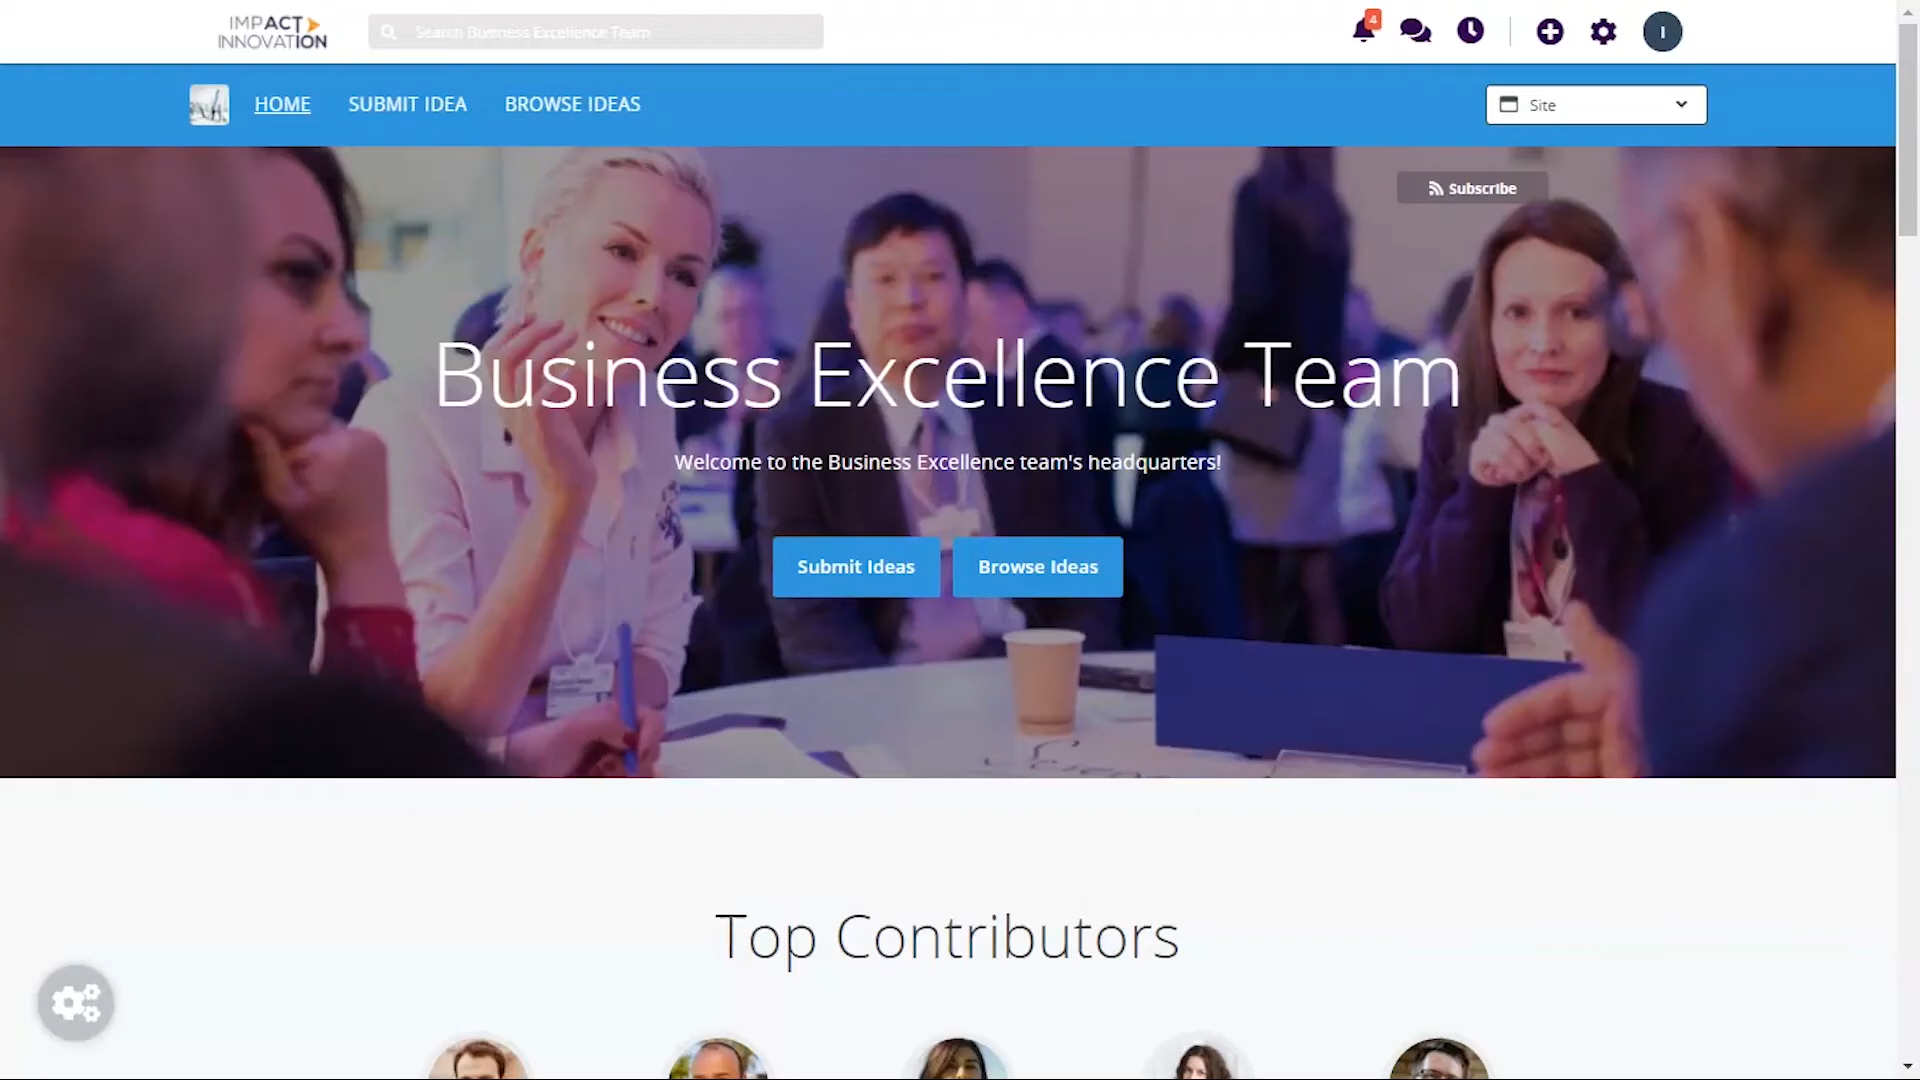 IMPACT
INNOVATION
Search Business Excellence Team
4
I
HOME
SUBMIT IDEA
BROWSE IDEAS
Site
Subscribe
Business Excellence Team
Welcome to the Business Excellence team's headquarters!
Submit Ideas
Browse Ideas
Top Contributors